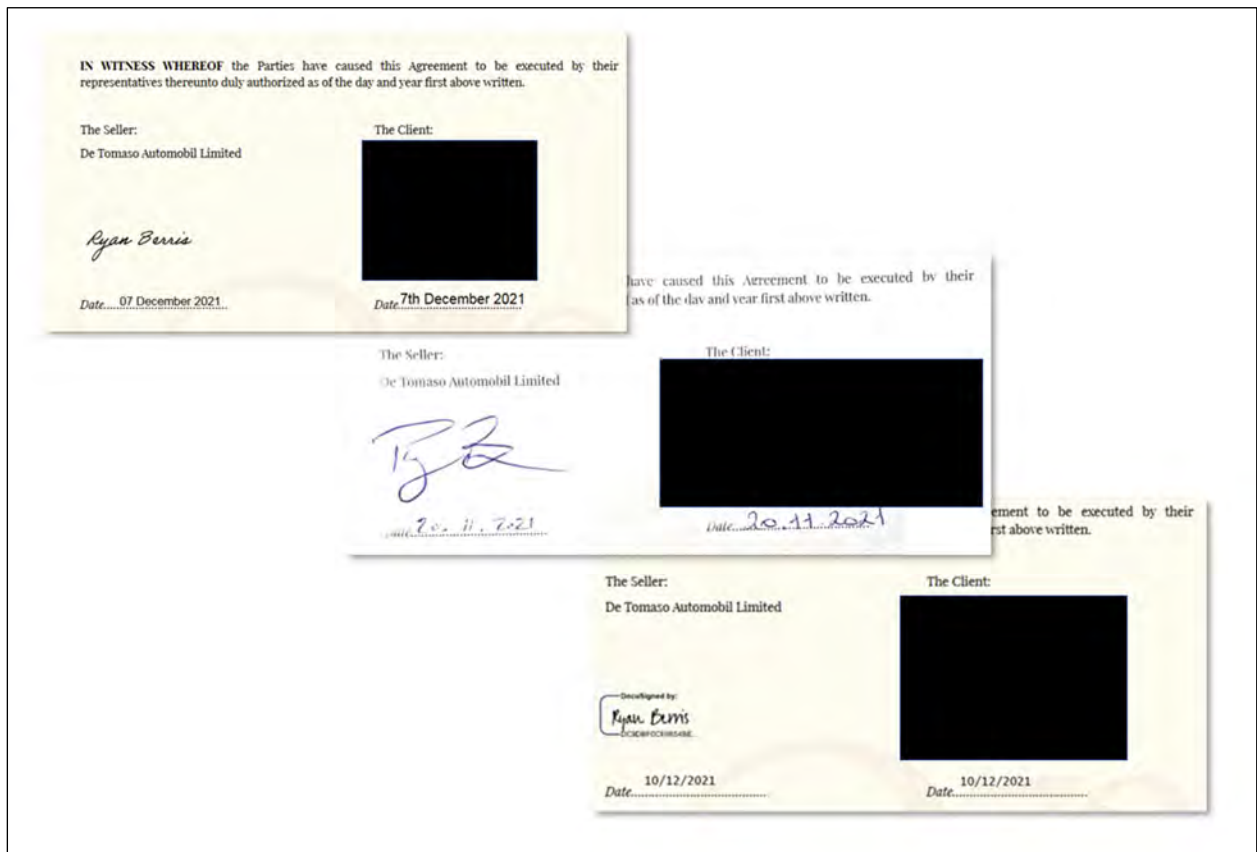 IN WITNESS WHEREOF the Parties have caused this Agreement to be executed by their
representatives thereunto duly authorized as of the day and year first above written.
The Seller:
The Client:
De Tomaso Automobil Limited
Ryan Berris
Date 07 December 2021
Date 7th December 2021
have caused this Agreement to be executed by their
as of the day and year first above written.
The Seller:
The Client:
De Tomaso Automobil Limited
Date 20.11.2021
Date 20.11.2021
ement to be executed by their
rst above written.
The Seller:
The Client:
De Tomaso Automobil Limited
DocuSigned by:
Ryan Berris
Date 10/12/2021
Date 10/12/2021